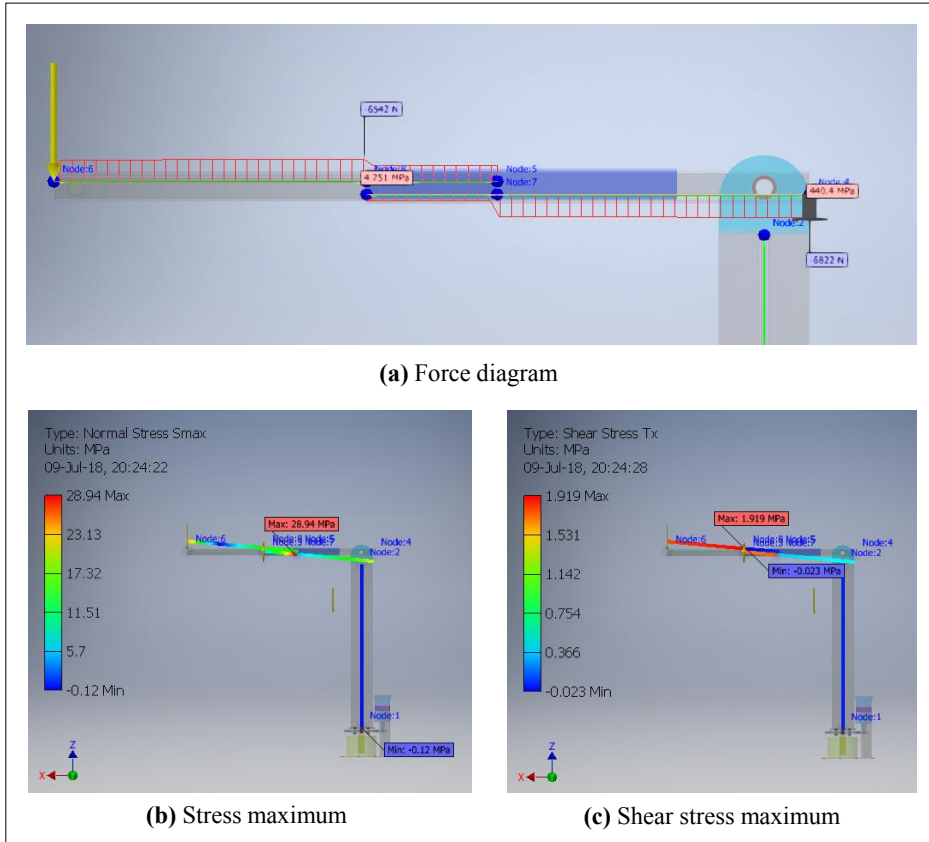 -6542 N
Node:6
Node:5
4.751 MPa
Node:7
440.4 MPa
Node:2
-6822 N
(a) Force diagram
Type: Normal Stress Smax
Units: MPa
09-Jul-18, 20:24:22
28.94 Max
23.13
17.32
11.51
5.7
-0.12 Min
Max: 28.94 MPa
Node:6
Node:4
Node:2
Node:1
Min: -0.12 MPa
Z
X
(b) Stress maximum
Type: Shear Stress Tx
Units: MPa
09-Jul-18, 20:24:28
1.919 Max
1.531
1.142
0.754
0.366
-0.023 Min
Max: 1.919 MPa
Node:6
Node:4
Node:2
Min: -0.023 MPa
Node:1
Z
X
(c) Shear stress maximum